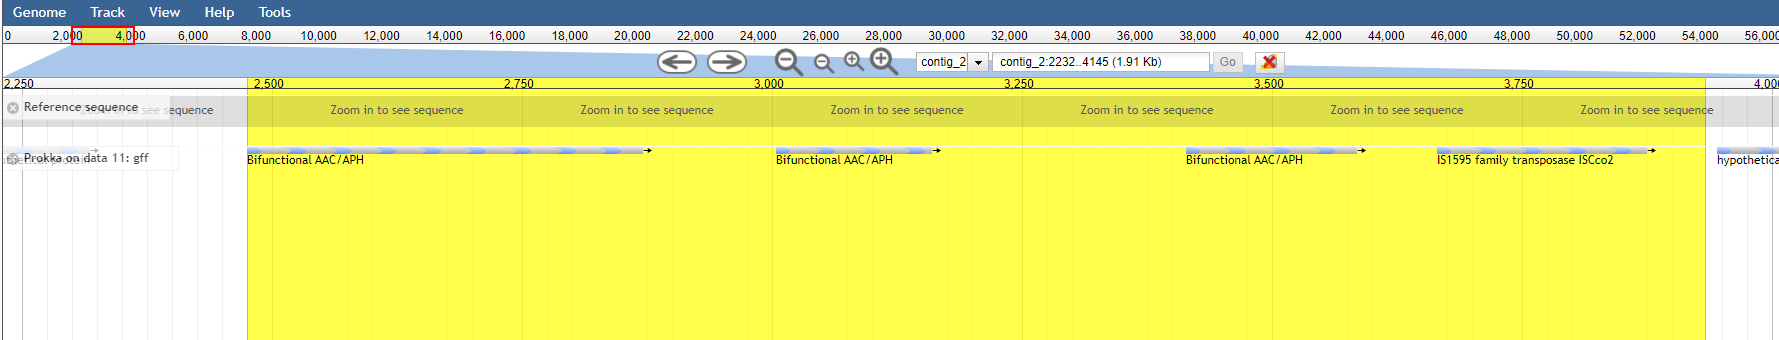 Genome Track View Help Tools
0 2,000 4,000 6,000 8,000 10,000 12,000 14,000 16,000 18,000 20,000 22,000 24,000 26,000 28,000 30,000 32,000 34,000 36,000 38,000 40,000 42,000 44,000 46,000 48,000 50,000 52,000 54,000 56,000
contig_2 contig_2:2232..4145 (1.91 Kb) Go
2,250 2,500 2,750 3,000 3,250 3,500 3,750 4,000
Reference sequence Zoom in to see sequence Zoom in to see sequence Zoom in to see sequence Zoom in to see sequence Zoom in to see sequence Zoom in to see sequence Zoom in to see sequence
Prokka on data 11: gff
Bifunctional AAC/APH Bifunctional AAC/APH Bifunctional AAC/APH IS1595 family transposase ISCco2 hypothetica